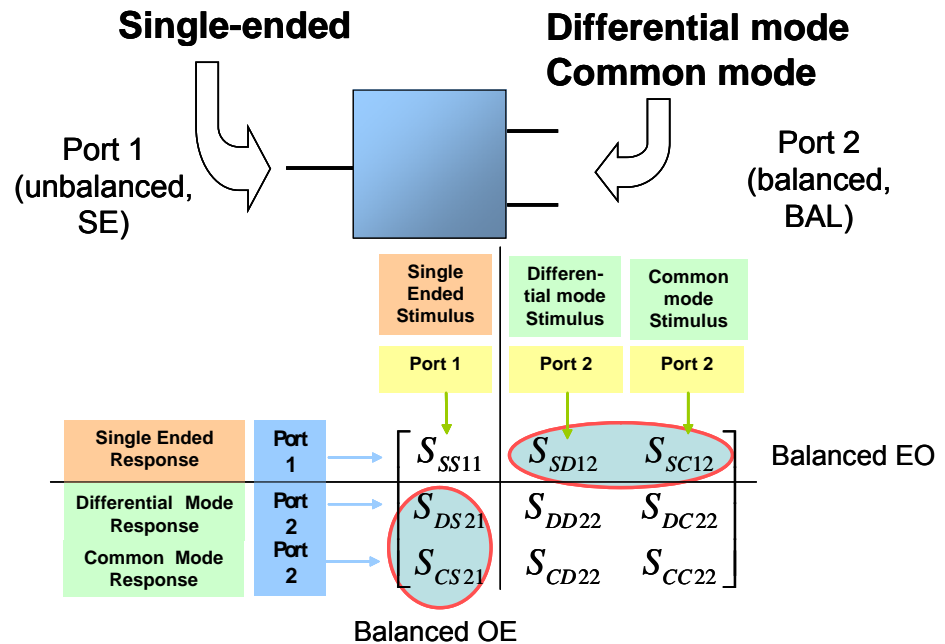 Single-ended
Differential mode
Common mode
Port 1
(unbalanced,
SE)
Port 2
(balanced,
BAL)
Single
Ended
Stimulus
Differen-
tial mode
Stimulus
Common
mode
Stimulus
Port 1
Port 2
Port 2
Single Ended
Response
Port
1
S_SS11 S_SD12 S_SC12
Balanced EO
Differential Mode
Response
Port
2
S_DS21 S_DD22 S_DC22
Common Mode
Response
Port
2
S_CS21 S_CD22 S_CC22
Balanced OE